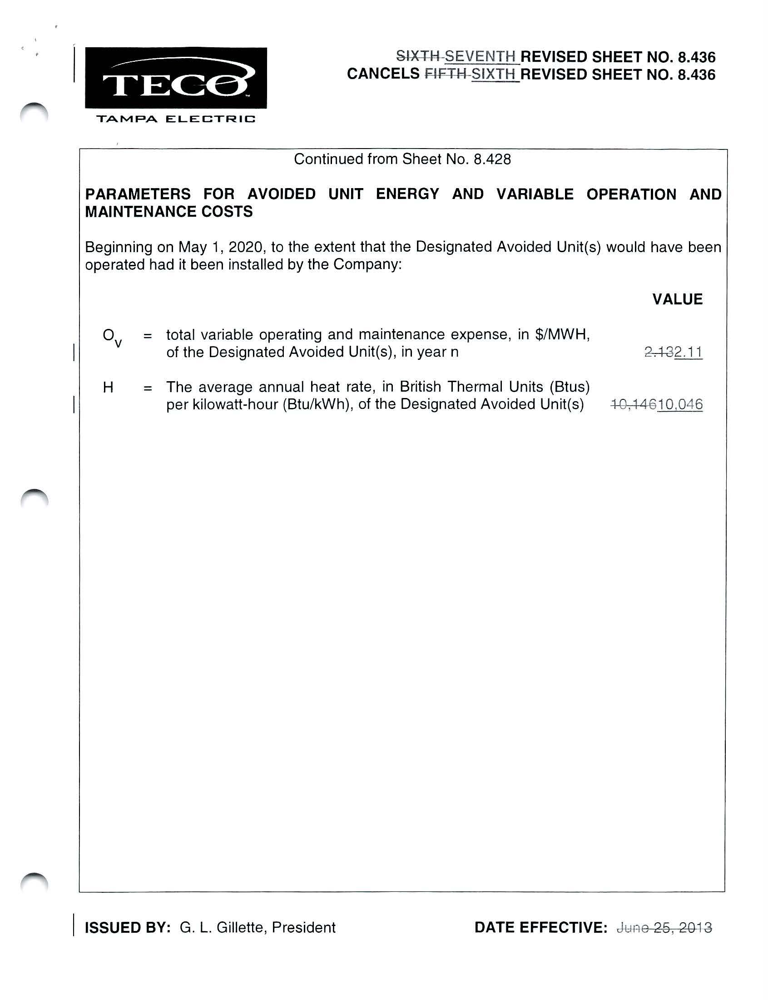 SIXTH SEVENTH REVISED SHEET NO. 8.436
CANCELS FIFTH SIXTH REVISED SHEET NO. 8.436
TECO
TAMPA ELECTRIC
Continued from Sheet No. 8.428
PARAMETERS FOR AVOIDED UNIT ENERGY AND VARIABLE OPERATION AND
MAINTENANCE COSTS
Beginning on May 1, 2020, to the extent that the Designated Avoided Unit(s) would have been
operated had it been installed by the Company:
VALUE
Ov = total variable operating and maintenance expense, in $/MWH,
of the Designated Avoided Unit(s), in year n 2.132.11
H = The average annual heat rate, in British Thermal Units (Btus)
per kilowatt-hour (Btu/kWh), of the Designated Avoided Unit(s) 10,14610,046
ISSUED BY: G. L. Gillette, President DATE EFFECTIVE: June 25, 2013